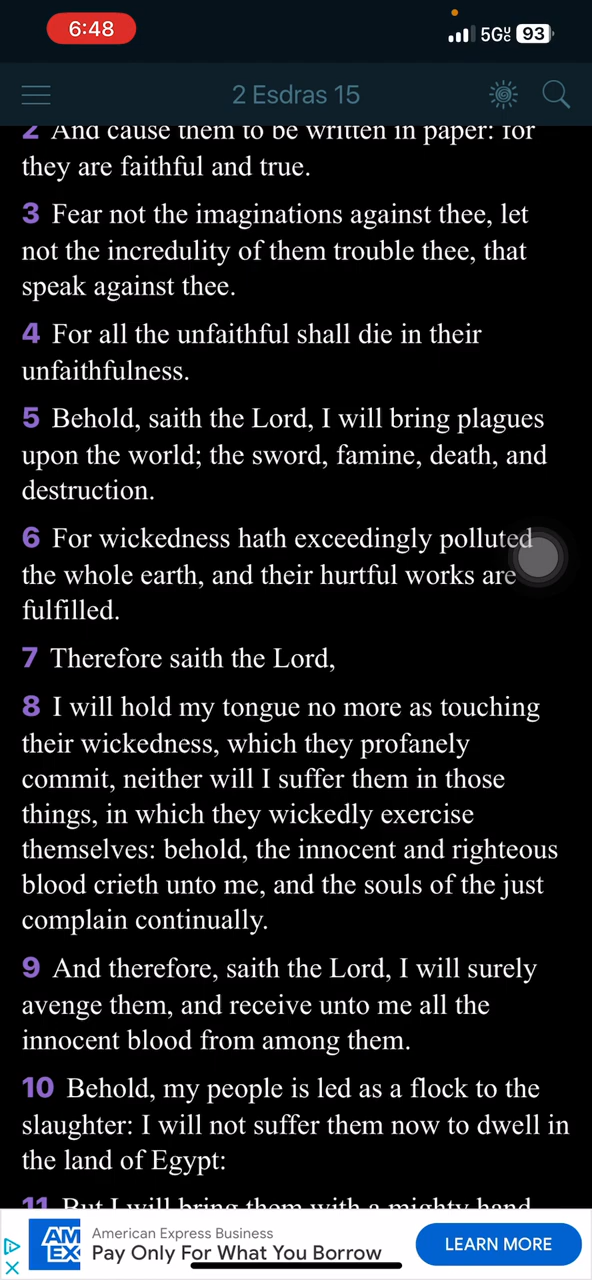 6:48
5G
93
2 Esdras 15
2 And cause them to be written in paper: for
they are faithful and true.
3 Fear not the imaginations against thee, let
not the incredulity of them trouble thee, that
speak against thee.
4 For all the unfaithful shall die in their
unfaithfulness.
5 Behold, saith the Lord, I will bring plagues
upon the world; the sword, famine, death, and
destruction.
6 For wickedness hath exceedingly polluted
the whole earth, and their hurtful works are
fulfilled.
7 Therefore saith the Lord,
8 I will hold my tongue no more as touching
their wickedness, which they profanely
commit, neither will I suffer them in those
things, in which they wickedly exercise
themselves: behold, the innocent and righteous
blood crieth unto me, and the souls of the just
complain continually.
9 And therefore, saith the Lord, I will surely
avenge them, and receive unto me all the
innocent blood from among them.
10 Behold, my people is led as a flock to the
slaughter: I will not suffer them now to dwell in
the land of Egypt:
11 But I will bring them with a mighty hand
AM
EX
American Express Business
Pay Only For What You Borrow
LEARN MORE